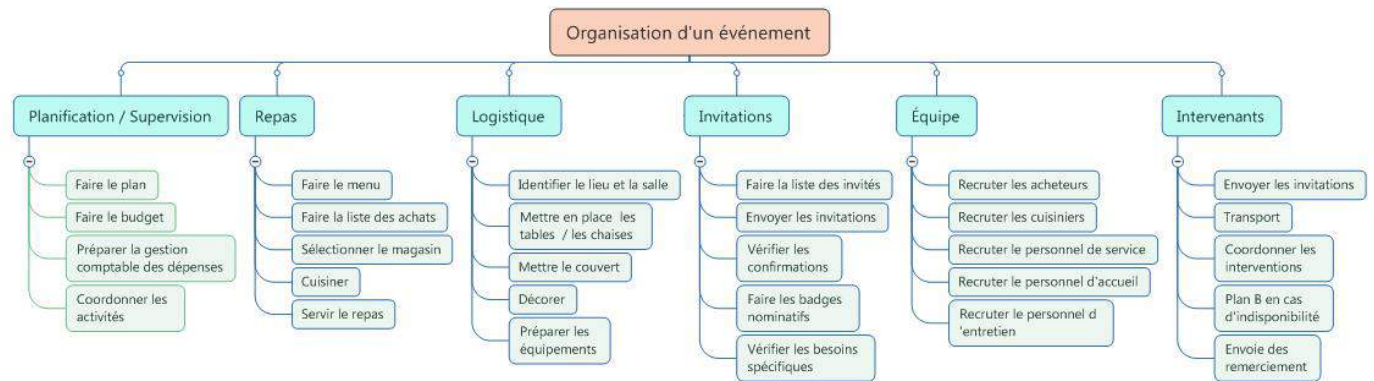 Organisation d'un événement
Planification / Supervision
Faire le plan
Faire le budget
Préparer la gestion
comptable des dépenses
Coordonner les
activités
Repas
Faire le menu
Faire la liste des achats
Sélectionner le magasin
Cuisiner
Servir le repas
Logistique
Identifier le lieu et la salle
Mettre en place les
tables / les chaises
Mettre le couvert
Décorer
Préparer les
équipements
Invitations
Faire la liste des invités
Envoyer les invitations
Vérifier les
confirmations
Faire les badges
nominatifs
Vérifier les besoins
spécifiques
Équipe
Recruter les acheteurs
Recruter les cuisiniers
Recruter le personnel de service
Recruter le personnel d'accueil
Recruter le personnel d
'entretien
Intervenants
Envoyer les invitations
Transport
Coordonner les
interventions
Plan B en cas
d'indisponibilité
Envoie des
remerciement